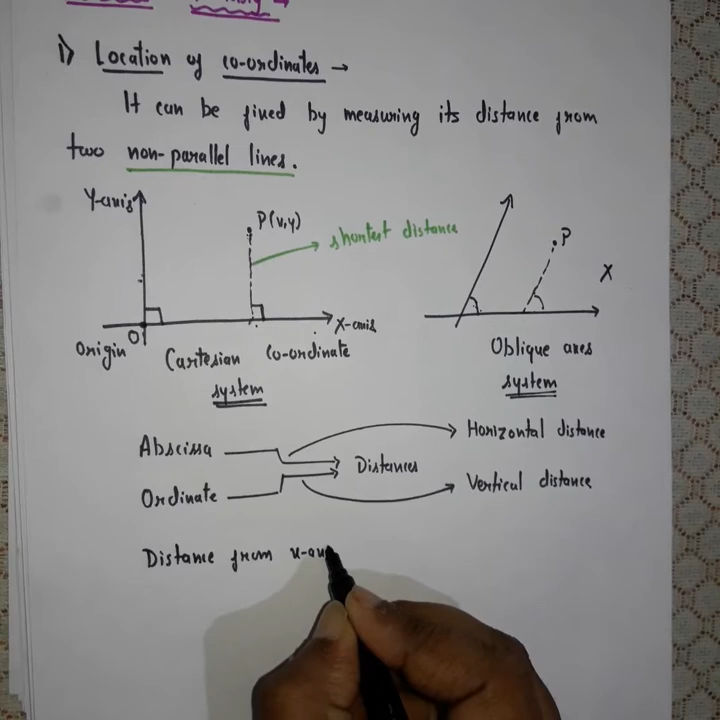 i) Location of co-ordinates →
It can be fixed by measuring its distance from
two non-parallel lines.
Y-axis
P(x,y)
shortest distance
P
X
O
X-axis
Origin
Cartesian co-ordinate
system
Oblique axes
system
Abscissa
Ordinate
Distances
Horizontal distance
Vertical distance
Distance from x-axi